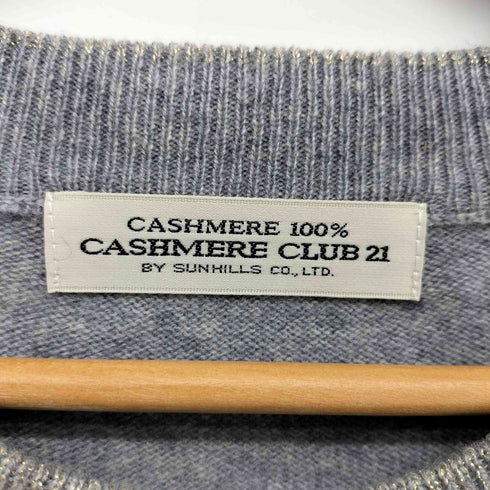 CASHMERE 100%
CASHMERE CLUB 21
BY SUNHILLS CO., LTD.